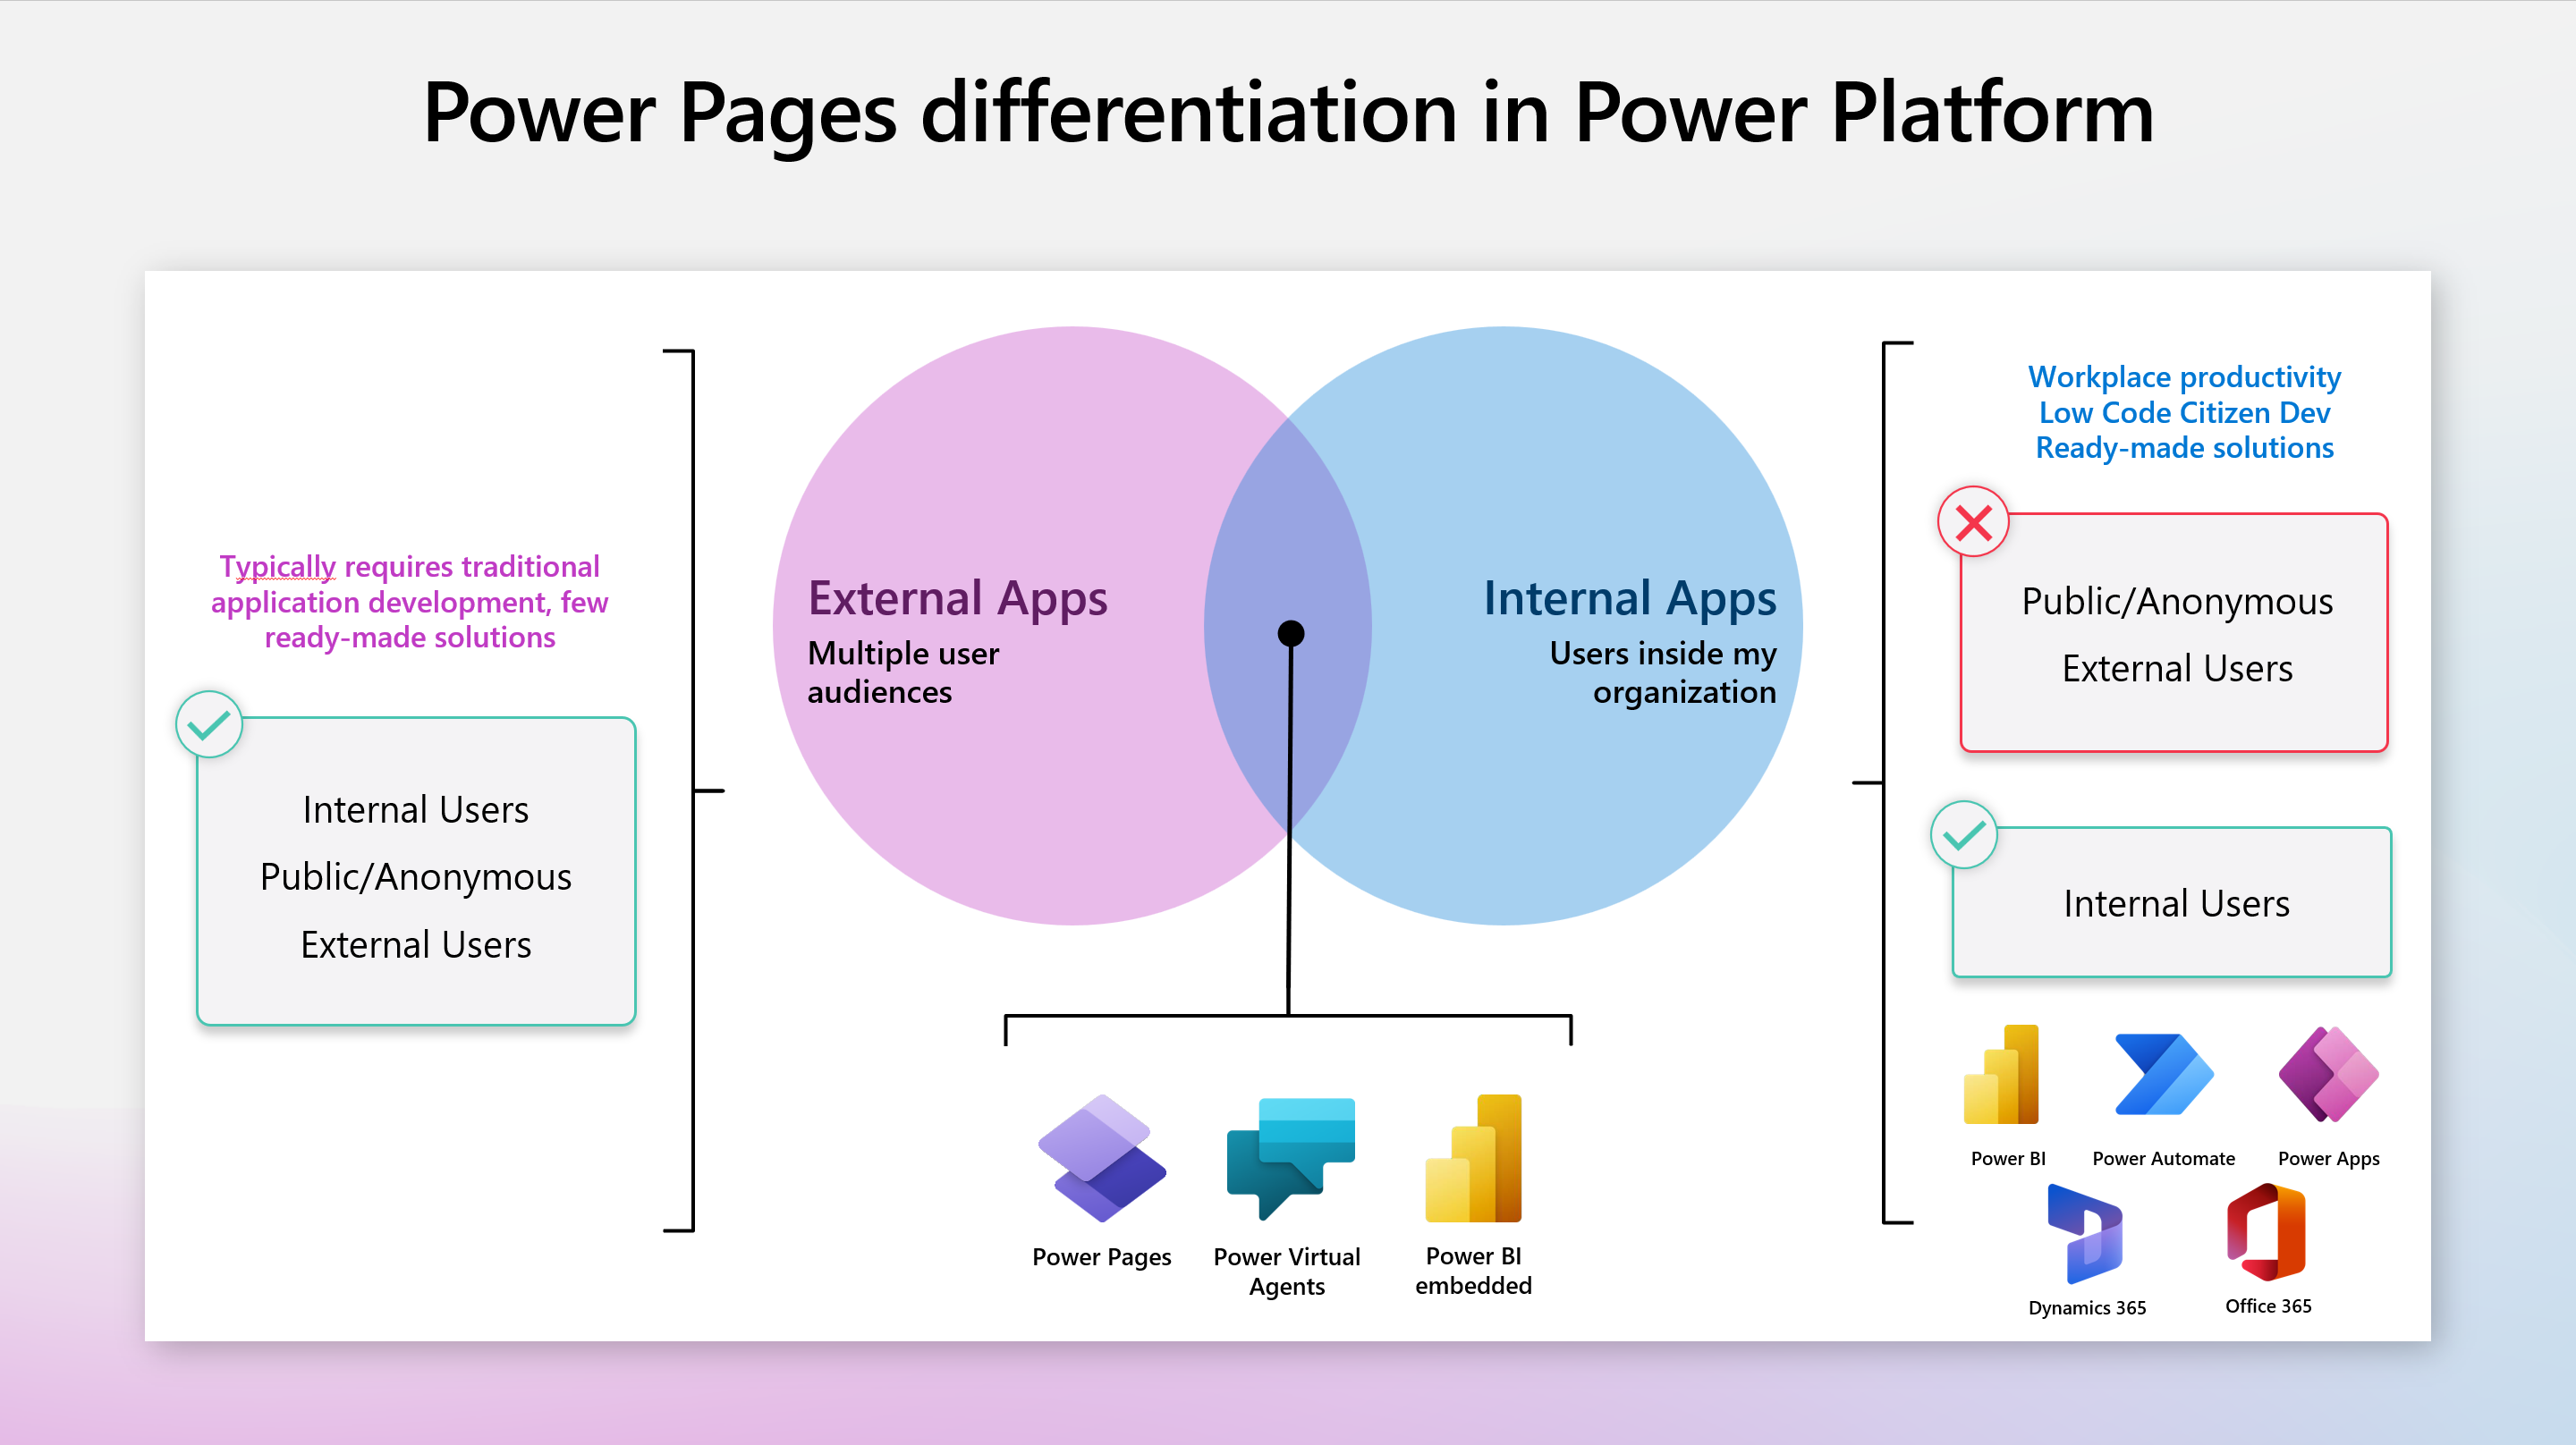 Power Pages differentiation in Power Platform
Typically requires traditional
application development, few
ready-made solutions
Internal Users
Public/Anonymous
External Users
External Apps
Multiple user
audiences
Internal Apps
Users inside my
organization
Power Pages
Power Virtual
Agents
Power BI
embedded
Workplace productivity
Low Code Citizen Dev
Ready-made solutions
Public/Anonymous
External Users
Internal Users
Power BI
Power Automate
Power Apps
Dynamics 365
Office 365